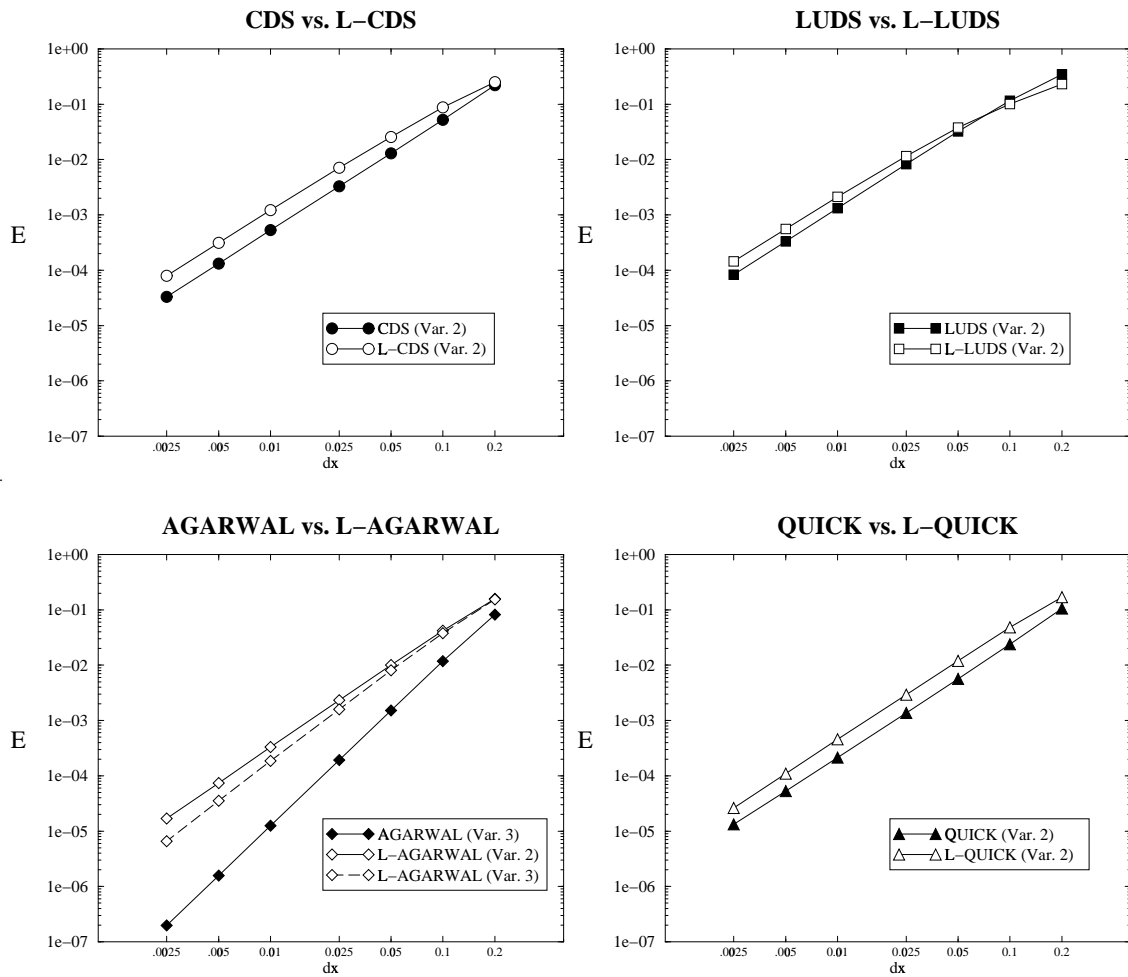 CDS vs. L−CDS
1e+00
1e−01
1e−02
1e−03
1e−04
1e−05
1e−06
1e−07
E
CDS (Var. 2)
L−CDS (Var. 2)
.0025 .005 0.01 0.025 0.05 0.1 0.2
dx
LUDS vs. L−LUDS
1e+00
1e−01
1e−02
1e−03
1e−04
1e−05
1e−06
1e−07
E
LUDS (Var. 2)
L−LUDS (Var. 2)
.0025 .005 0.01 0.025 0.05 0.1 0.2
dx
AGARWAL vs. L−AGARWAL
1e+00
1e−01
1e−02
1e−03
1e−04
1e−05
1e−06
1e−07
E
AGARWAL (Var. 3)
L−AGARWAL (Var. 2)
L−AGARWAL (Var. 3)
.0025 .005 0.01 0.025 0.05 0.1 0.2
dx
QUICK vs. L−QUICK
1e+00
1e−01
1e−02
1e−03
1e−04
1e−05
1e−06
1e−07
E
QUICK (Var. 2)
L−QUICK (Var. 2)
.0025 .005 0.01 0.025 0.05 0.1 0.2
dx